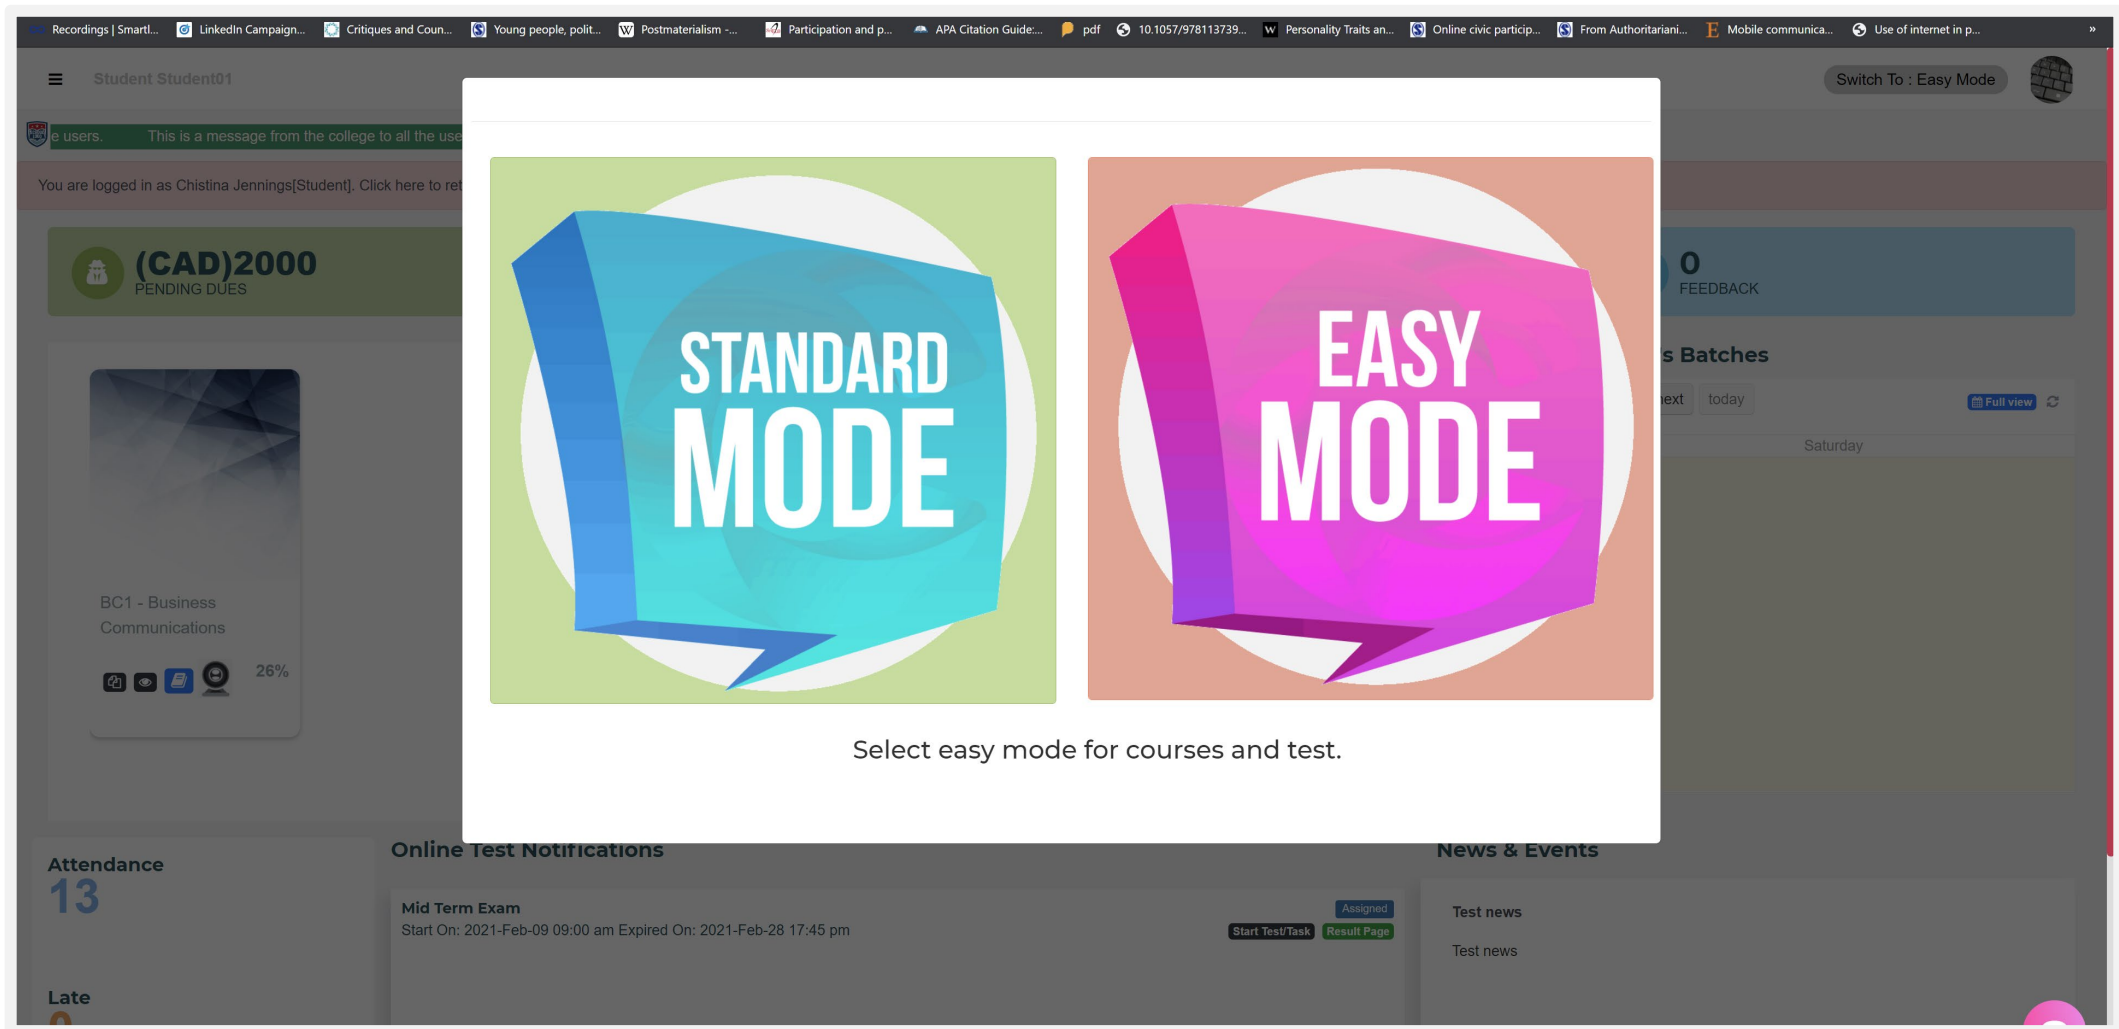 Recordings | Smartl...
LinkedIn Campaign...
Critiques and Coun...
Young people, polit...
Postmaterialism -...
Participation and p...
APA Citation Guide:...
pdf
10.1057/978113739...
Personality Traits an...
Online civic particip...
From Authoritariani...
Mobile communica...
Use of internet in p...
»
Student Student01
Switch To : Easy Mode
e users.
This is a message from the college to all the use
You are logged in as Chistina Jennings[Student]. Click here to ret
(CAD)2000
PENDING DUES
0
FEEDBACK
STANDARD
MODE
EASY
MODE
Select easy mode for courses and test.
s Batches
next
today
Full view
Saturday
BC1 - Business
Communications
26%
Attendance
13
Late
0
Online Test Notifications
Mid Term Exam
Assigned
Start On: 2021-Feb-09 09:00 am Expired On: 2021-Feb-28 17:45 pm
Start Test/Task
Result Page
News & Events
Test news
Test news